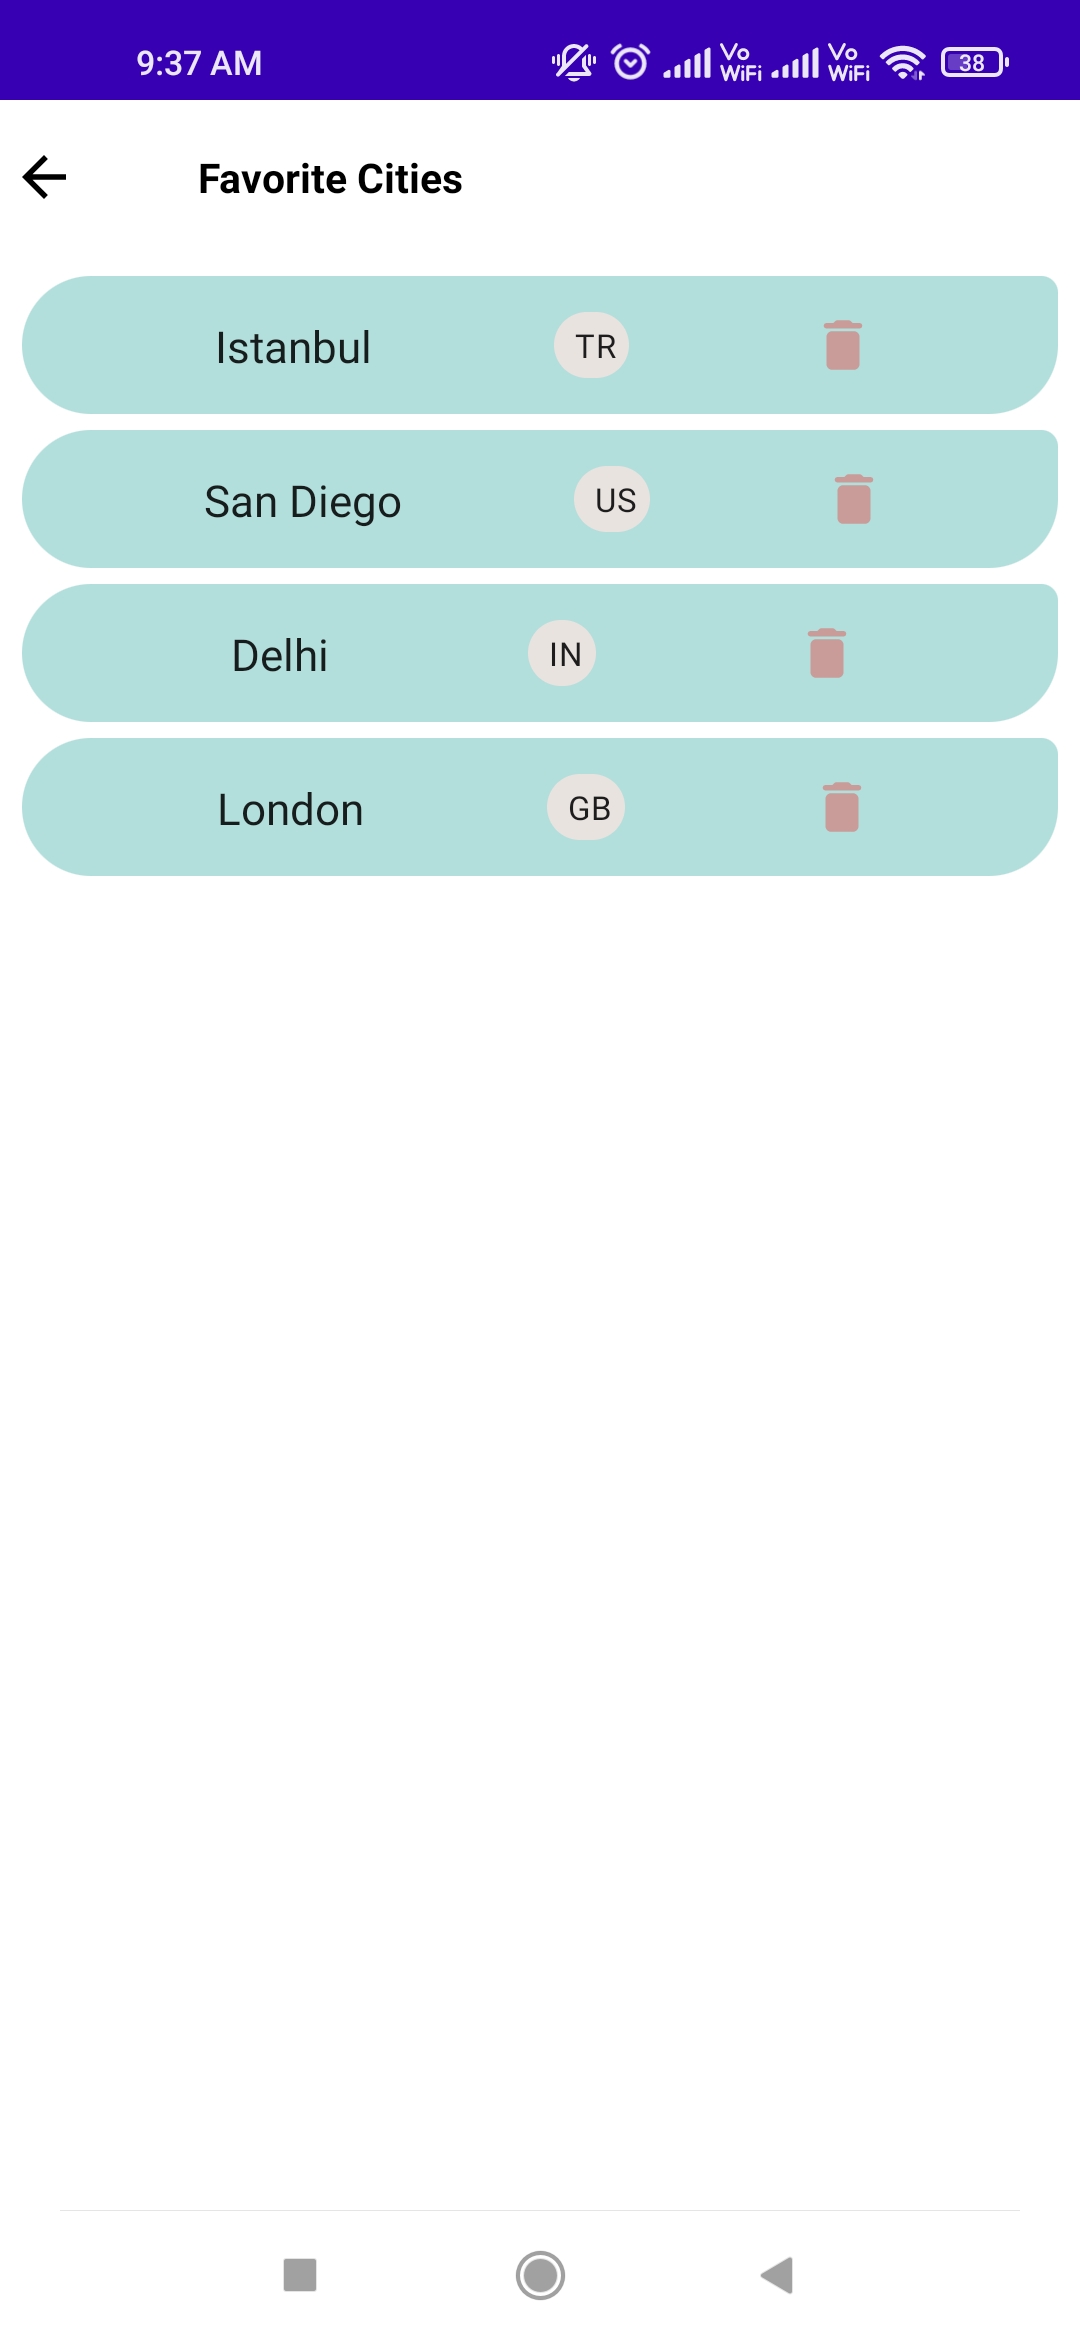 9:37 AM Vo WiFi Vo WiFi 38
Favorite Cities
Istanbul TR
San Diego US
Delhi IN
London GB